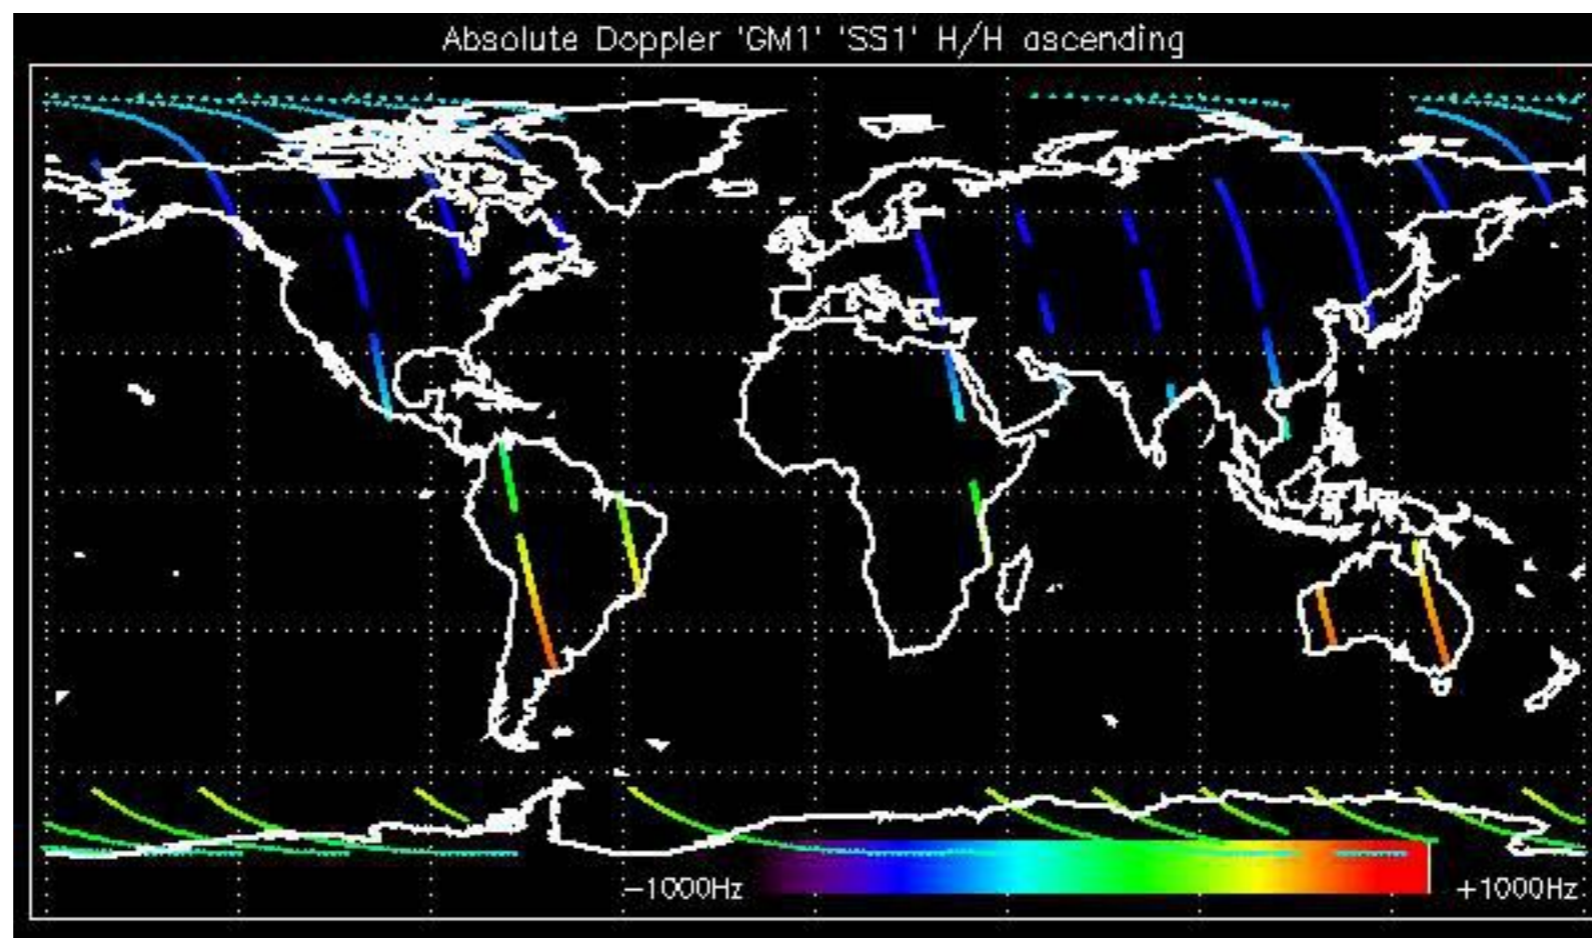 Absolute Doppler 'GM1' 'SS1' H/H ascending
-1000Hz
+1000Hz